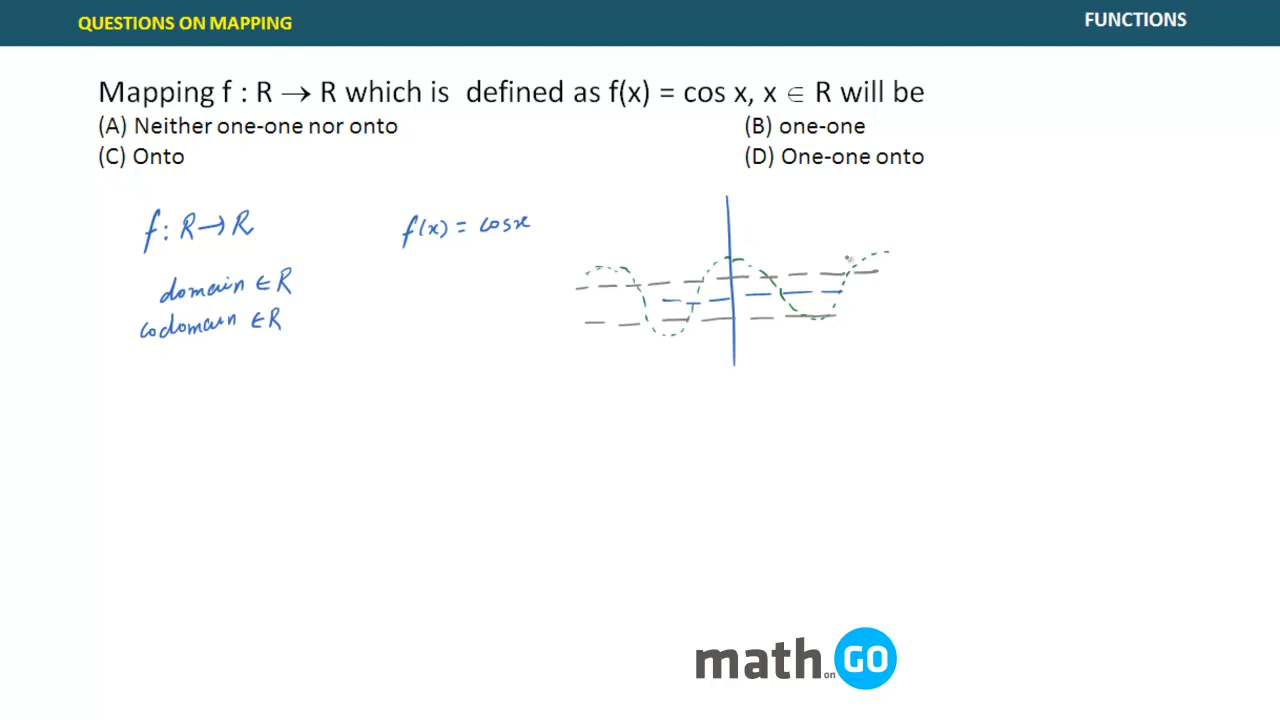 QUESTIONS ON MAPPING
FUNCTIONS
Mapping f : R → R which is defined as f(x) = cos x, x ∈ R will be
(A) Neither one-one nor onto
(B) one-one
(C) Onto
(D) One-one onto
f : R → R
f(x) = cosx
domain ∈ R
codomain ∈ R
math on GO